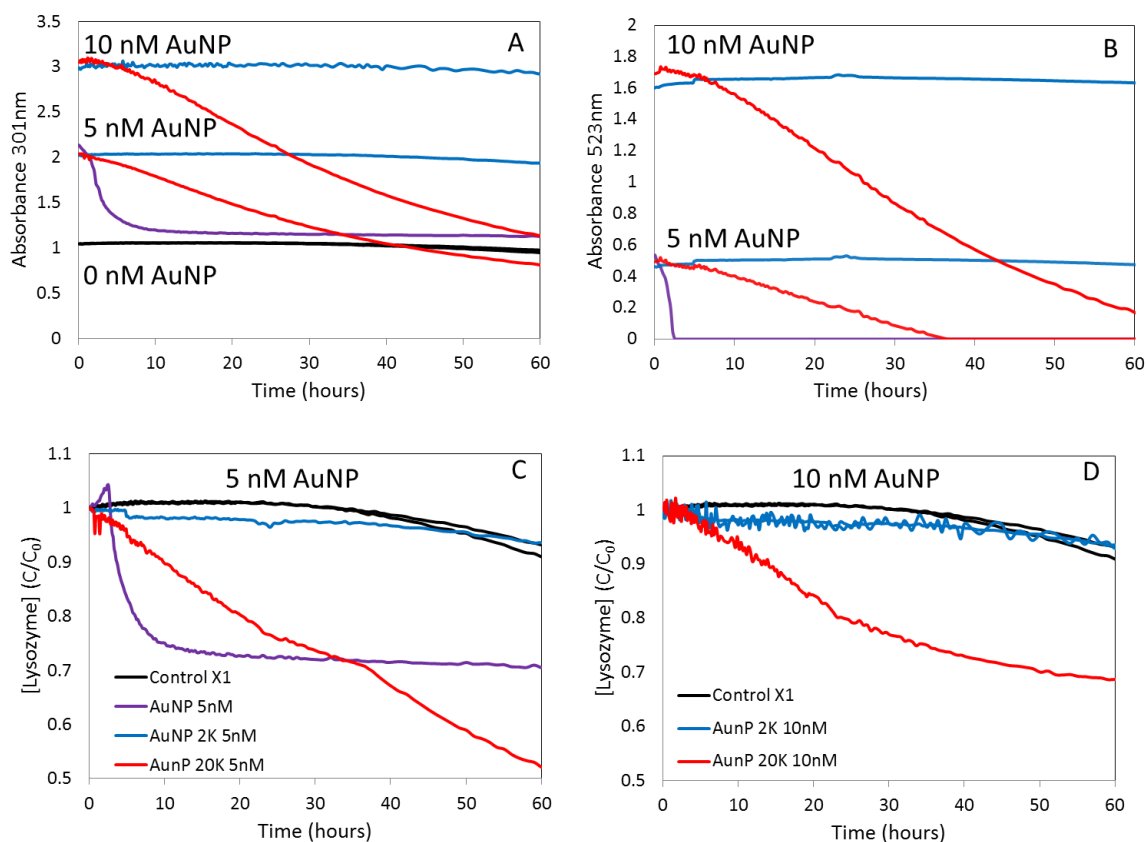 A
10 nM AuNP
5 nM AuNP
0 nM AuNP
Absorbance 301nm
3.5
3
2.5
2
1.5
1
0.5
0
0 10 20 30 40 50 60
Time (hours)
B
10 nM AuNP
5 nM AuNP
Absorbance 523nm
2
1.8
1.6
1.4
1.2
1
0.8
0.6
0.4
0.2
0
0 10 20 30 40 50 60
Time (hours)
5 nM AuNP
C
[Lysozyme] (C/C₀)
1.1
1
0.9
0.8
0.7
0.6
0.5
Control X1
AuNP 5nM
AuNP 2K 5nM
AunP 20K 5nM
0 10 20 30 40 50 60
Time (hours)
10 nM AuNP
D
[Lysozyme] (C/C₀)
1.1
1
0.9
0.8
0.7
0.6
0.5
Control X1
AunP 2K 10nM
AunP 20K 10nM
0 10 20 30 40 50 60
Time (hours)